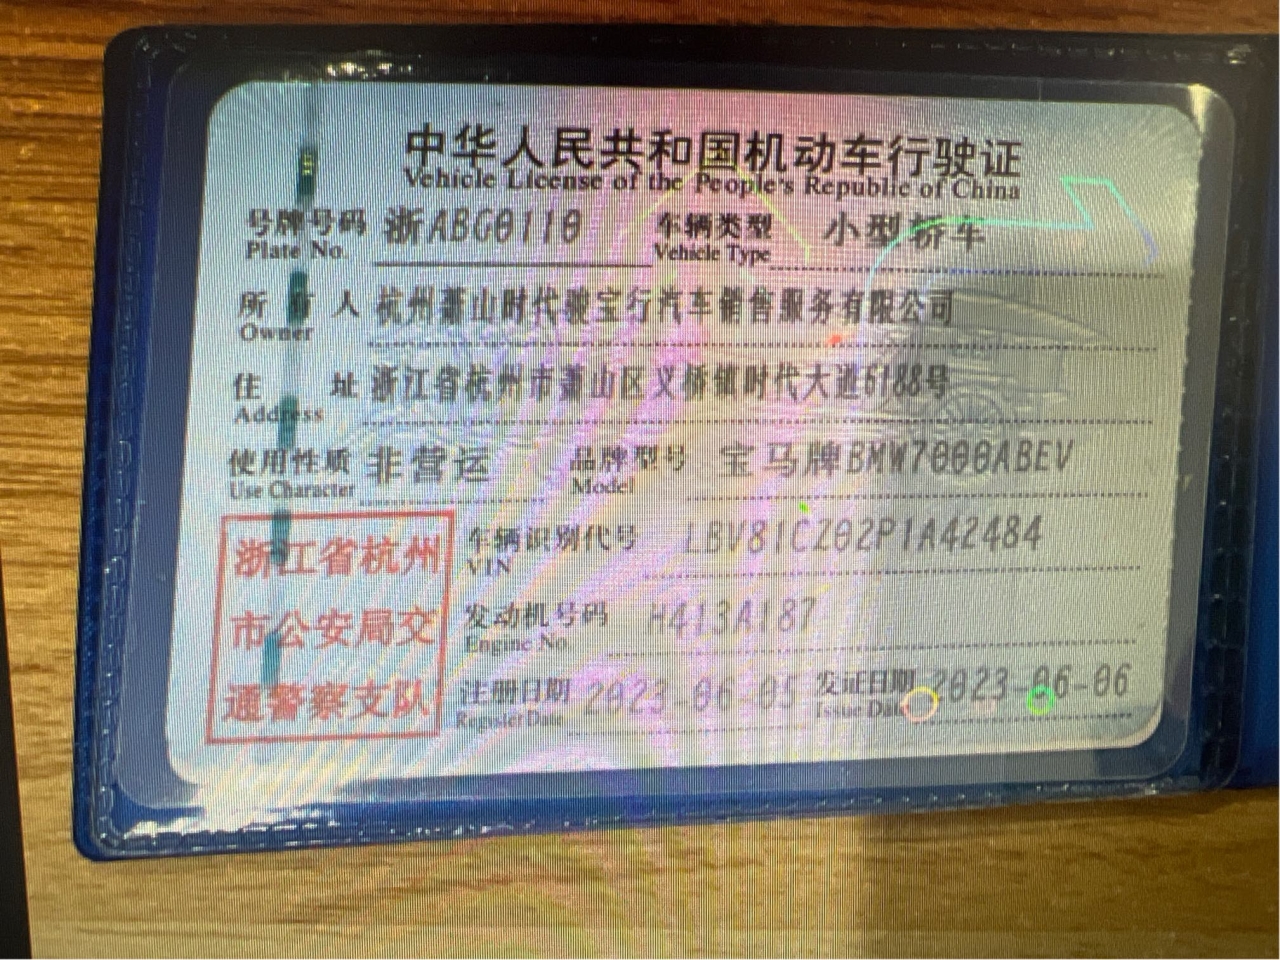 中华人民共和国机动车行驶证
Vehicle License of the People's Republic of China
号牌号码 浙ABG0110 车辆类型 小型轿车
Plate No. Vehicle Type
所有人 杭州萧山时代骏宝行汽车销售服务有限公司
Owner
住址 浙江省杭州市萧山区义桥镇时代大道6188号
Address
使用性质 非营运 品牌型号 宝马牌BMW7000ABEV
Use Character Model
浙江省杭州
市公安局交
通警察支队
车辆识别代号 LBV81CZ02P1A42484
VIN
发动机号码 H413A187
Engine No.
注册日期 2023-06-05 发证日期 2023-06-06
Register Date Issue Date